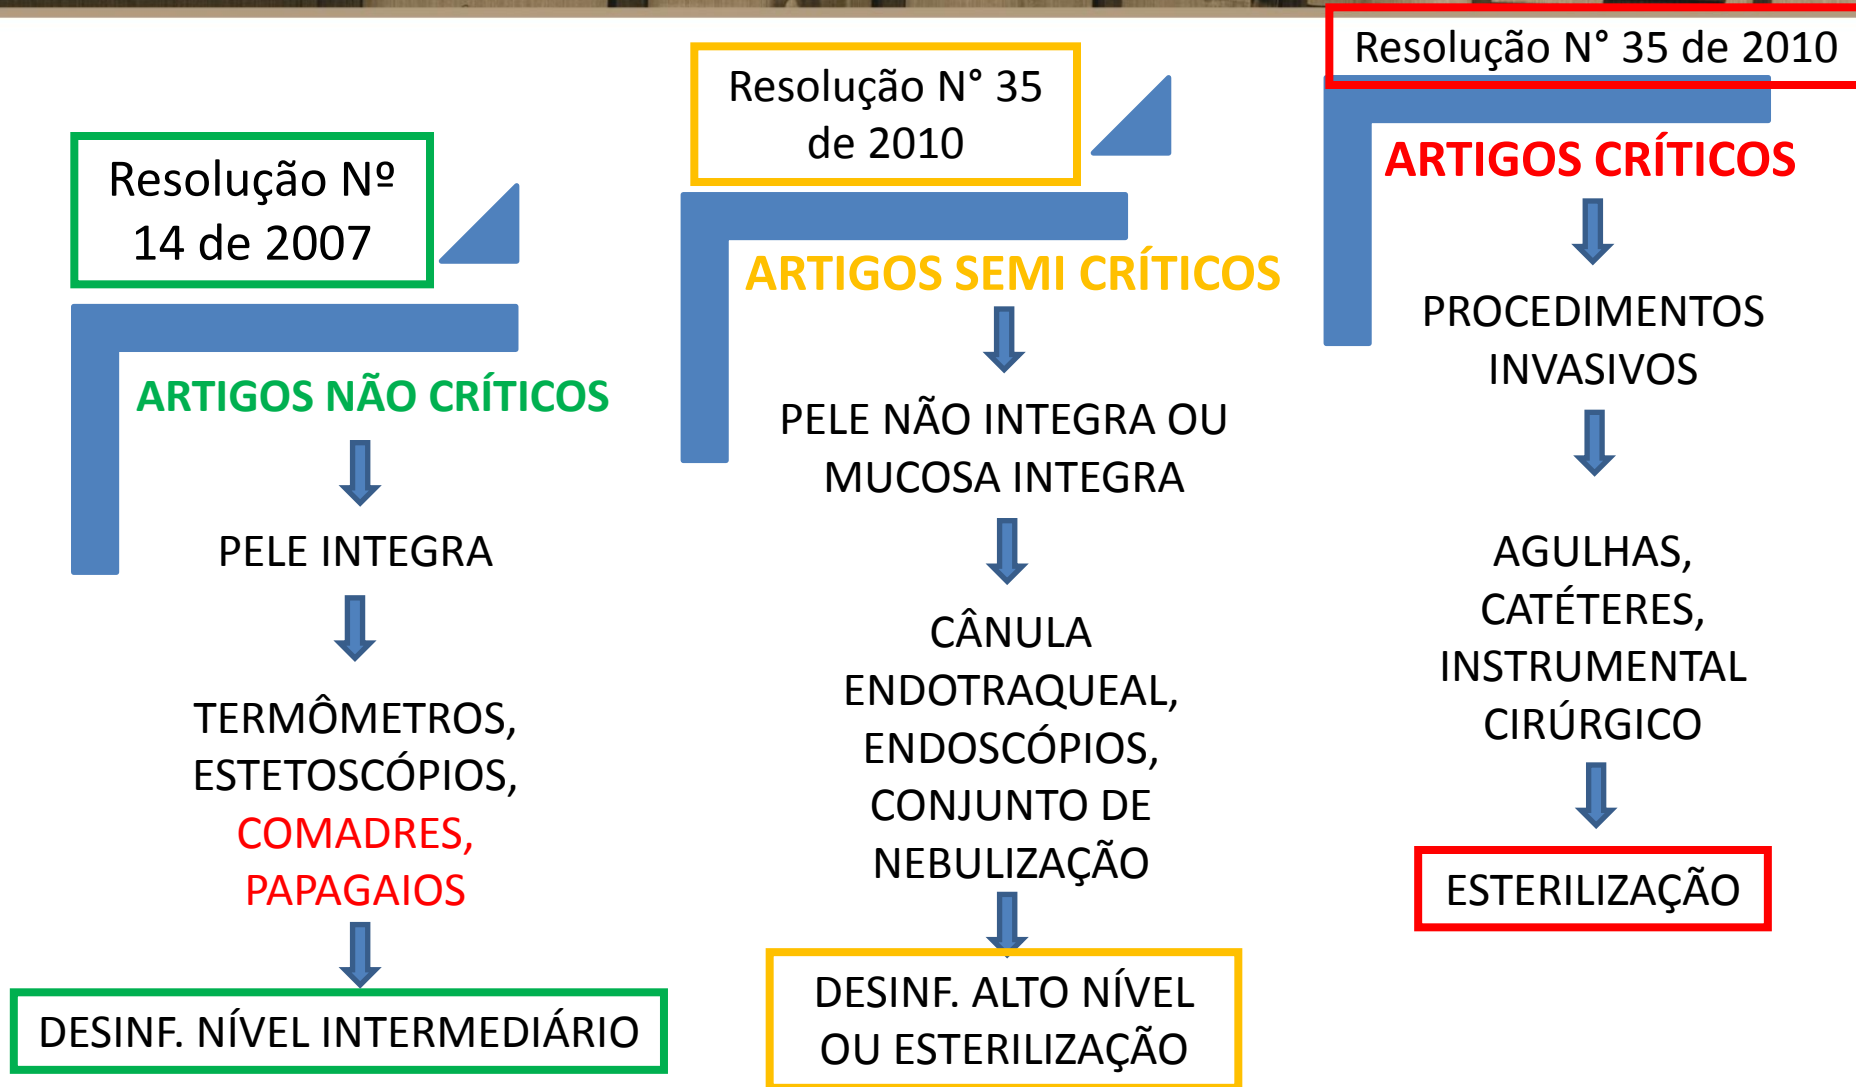 Resolução Nº
14 de 2007
ARTIGOS NÃO CRÍTICOS
PELE INTEGRA
TERMÔMETROS,
ESTETOSCÓPIOS,
COMADRES,
PAPAGAIOS
DESINF. NÍVEL INTERMEDIÁRIO
Resolução N° 35
de 2010
ARTIGOS SEMI CRÍTICOS
PELE NÃO INTEGRA OU
MUCOSA INTEGRA
CÂNULA
ENDOTRAQUEAL,
ENDOSCÓPIOS,
CONJUNTO DE
NEBULIZAÇÃO
DESINF. ALTO NÍVEL
OU ESTERILIZAÇÃO
Resolução N° 35 de 2010
ARTIGOS CRÍTICOS
PROCEDIMENTOS
INVASIVOS
AGULHAS,
CATÉTERES,
INSTRUMENTAL
CIRÚRGICO
ESTERILIZAÇÃO